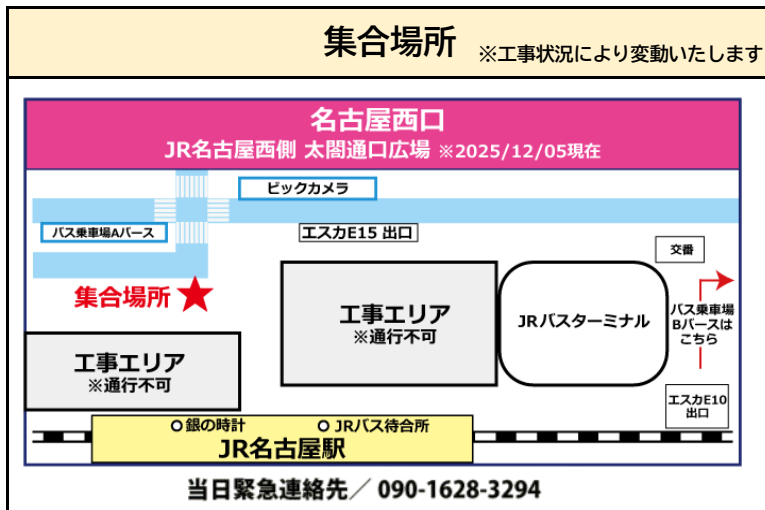 集合場所 ※工事状況により変動いたします
名古屋西口
JR名古屋西側 太閤通口広場 ※2025/12/05現在
ビックカメラ
バス乗車場Aバース
エスカE15 出口
交番
集合場所
工事エリア
※通行不可
JRバスターミナル
バス乗車場
Bバースは
こちら
工事エリア
※通行不可
エスカE10
出口
銀の時計
JRバス待合所
JR名古屋駅
当日緊急連絡先／ 090-1628-3294